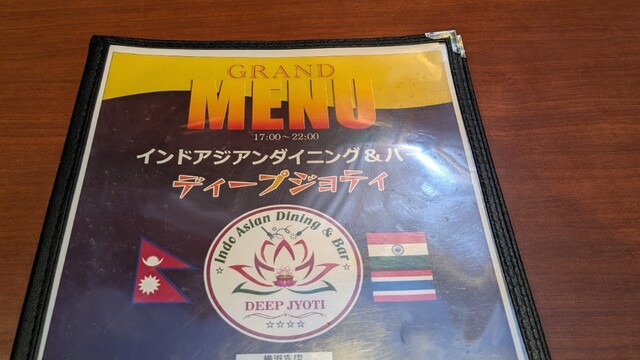 GRAND
MENU
17:00～22:00
インドアジアンダイニング＆バー
ディープジョティ
Indo Asian Dining & Bar
DEEP JYOTI